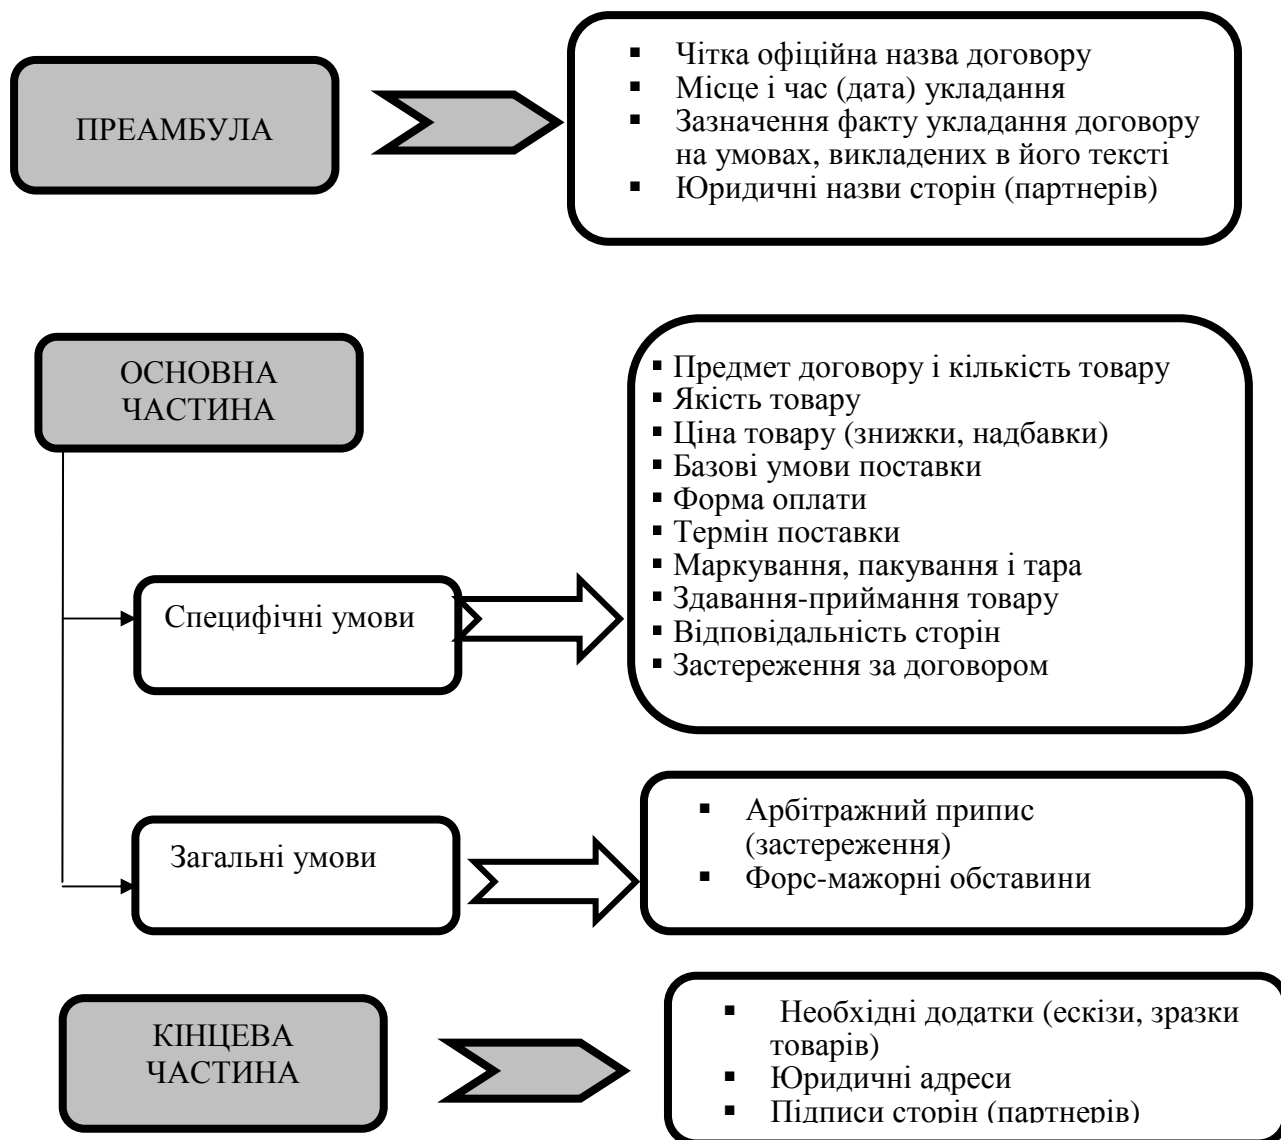 ПРЕАМБУЛА
▪ Чітка офіційна назва договору
▪ Місце і час (дата) укладання
▪ Зазначення факту укладання договору
на умовах, викладених в його тексті
▪ Юридичні назви сторін (партнерів)
ОСНОВНА
ЧАСТИНА
▪ Предмет договору і кількість товару
▪ Якість товару
▪ Ціна товару (знижки, надбавки)
▪ Базові умови поставки
▪ Форма оплати
▪ Термін поставки
▪ Маркування, пакування і тара
▪ Здавання-приймання товару
▪ Відповідальність сторін
▪ Застереження за договором
Специфічні умови
Загальні умови
▪ Арбітражний припис
(застереження)
▪ Форс-мажорні обставини
КІНЦЕВА
ЧАСТИНА
▪ Необхідні додатки (ескізи, зразки
товарів)
▪ Юридичні адреси
▪ Підписи сторін (партнерів)